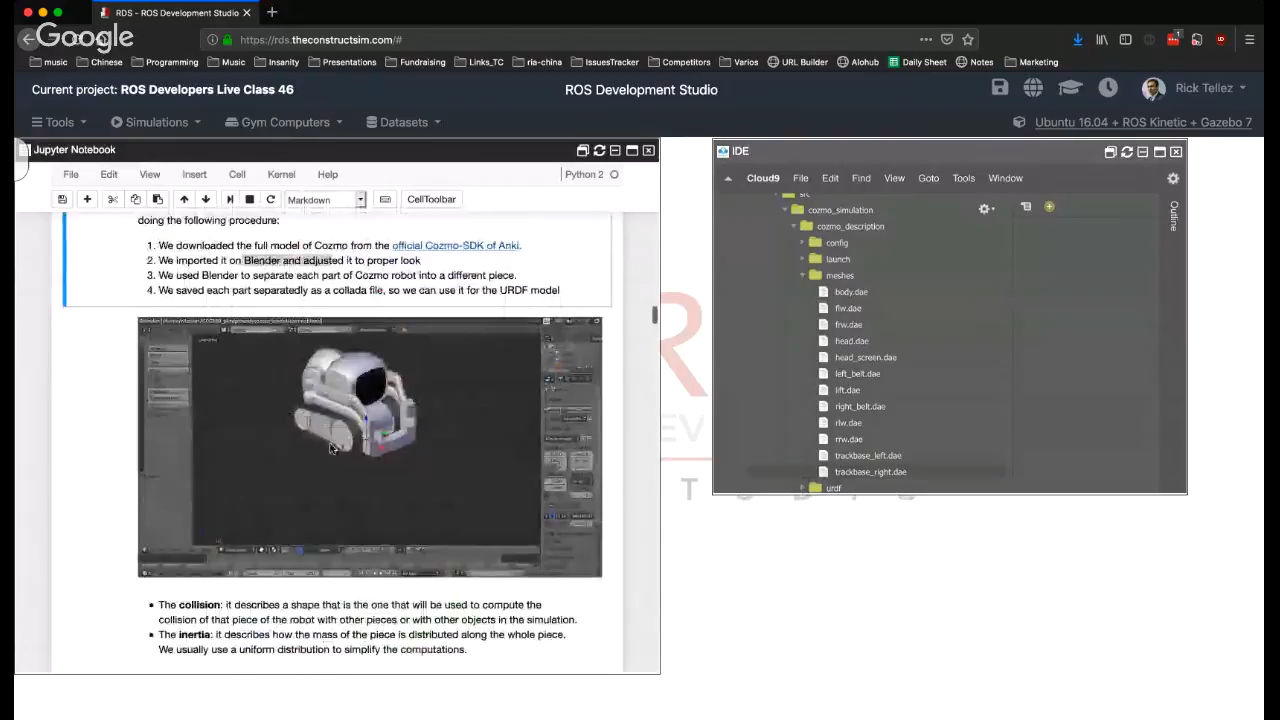 RDS - ROS Development Studio
Google
https://rds.theconstructsim.com/#
1
music
Chinese
Programming
Music
Insanity
Presentations
Fundraising
Links_TC
ria-china
IssuesTracker
Competitors
Varios
URL Builder
Alohub
Daily Sheet
Notes
Marketing
Current project: ROS Developers Live Class 46
ROS Development Studio
Rick Tellez
Tools
Simulations
Gym Computers
Datasets
Ubuntu 16.04 + ROS Kinetic + Gazebo 7
Jupyter Notebook
File Edit View Insert Cell Kernel Help
Python 2
Markdown
CellToolbar
doing the following procedure:
1. We downloaded the full model of Cozmo from the official Cozmo-SDK of Anki.
2. We imported it on Blender and adjusted it to proper look
3. We used Blender to separate each part of Cozmo robot into a different piece.
4. We saved each part separatedly as a collada file, so we can use it for the URDF model
The collision: it describes a shape that is the one that will be used to compute the
collision of that piece of the robot with other pieces or with other objects in the simulation.
The inertia: it describes how the mass of the piece is distributed along the whole piece.
We usually use a uniform distribution to simplify the computations.
IDE
Cloud9 File Edit Find View Goto Tools Window
Outline
src
cozmo_simulation
cozmo_description
config
launch
meshes
body.dae
flw.dae
frw.dae
head.dae
head_screen.dae
left_belt.dae
lift.dae
right_belt.dae
rlw.dae
rrw.dae
trackbase_left.dae
trackbase_right.dae
urdf
R
EV
T U D I S